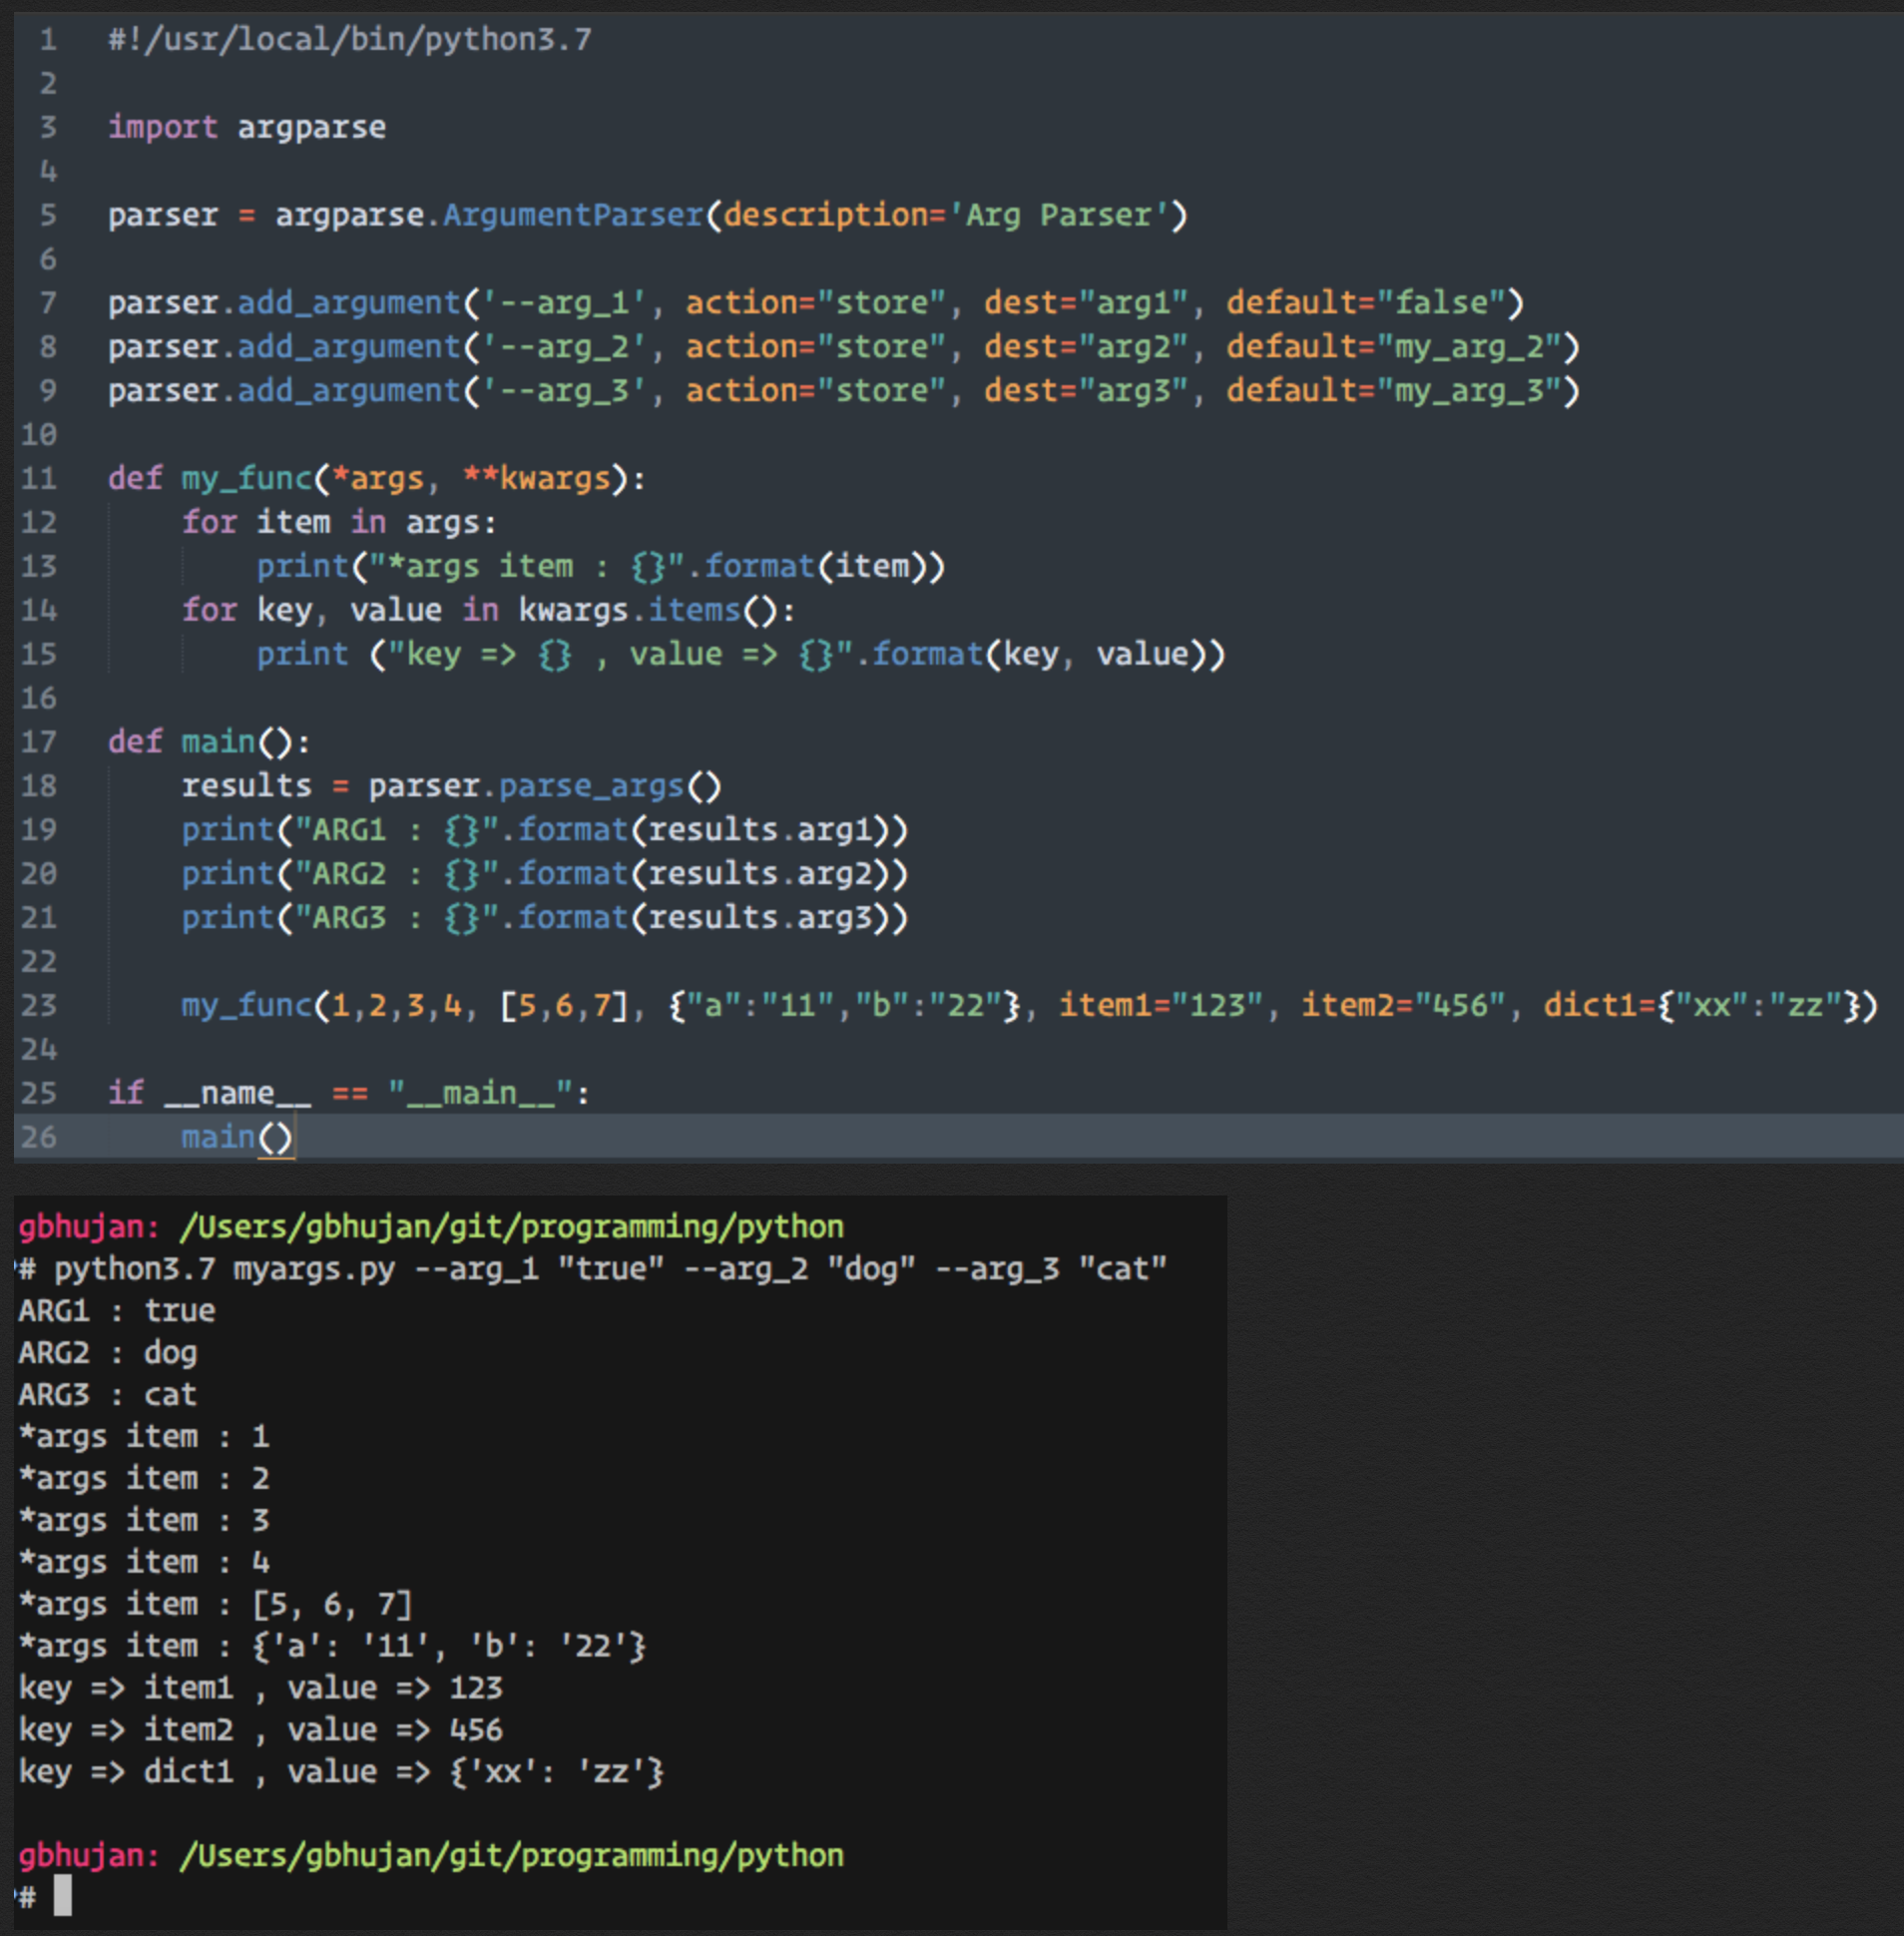 1 #!/usr/local/bin/python3.7
2
3 import argparse
4
5 parser = argparse.ArgumentParser(description='Arg Parser')
6
7 parser.add_argument('--arg_1', action="store", dest="arg1", default="false")
8 parser.add_argument('--arg_2', action="store", dest="arg2", default="my_arg_2")
9 parser.add_argument('--arg_3', action="store", dest="arg3", default="my_arg_3")
10
11 def my_func(*args, **kwargs):
12     for item in args:
13         print("*args item : {}".format(item))
14     for key, value in kwargs.items():
15         print ("key => {} , value => {}".format(key, value))
16
17 def main():
18     results = parser.parse_args()
19     print("ARG1 : {}".format(results.arg1))
20     print("ARG2 : {}".format(results.arg2))
21     print("ARG3 : {}".format(results.arg3))
22
23     my_func(1,2,3,4, [5,6,7], {"a":"11","b":"22"}, item1="123", item2="456", dict1={"xx":"zz"})
24
25 if __name__ == "__main__":
26     main()
gbhujan: /Users/gbhujan/git/programming/python
# python3.7 myargs.py --arg_1 "true" --arg_2 "dog" --arg_3 "cat"
ARG1 : true
ARG2 : dog
ARG3 : cat
*args item : 1
*args item : 2
*args item : 3
*args item : 4
*args item : [5, 6, 7]
*args item : {'a': '11', 'b': '22'}
key => item1 , value => 123
key => item2 , value => 456
key => dict1 , value => {'xx': 'zz'}
gbhujan: /Users/gbhujan/git/programming/python
#